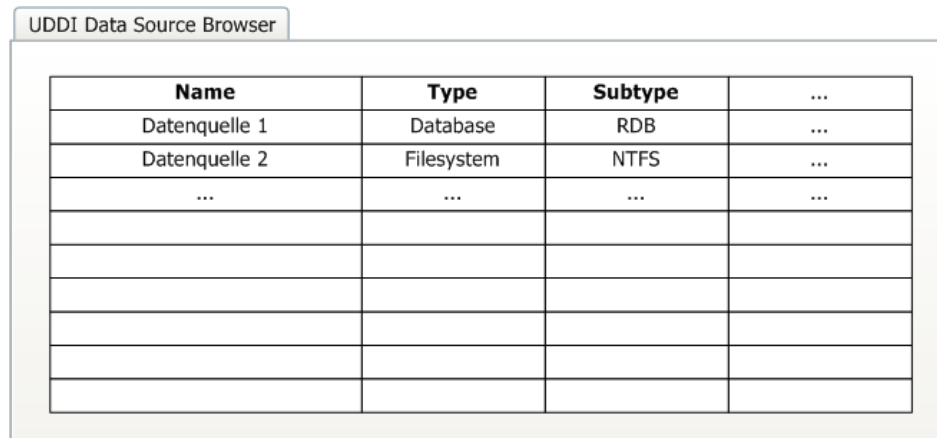 UDDI Data Source Browser
Name Type Subtype ...
Datenquelle 1 Database RDB ...
Datenquelle 2 Filesystem NTFS ...
... ... ... ...